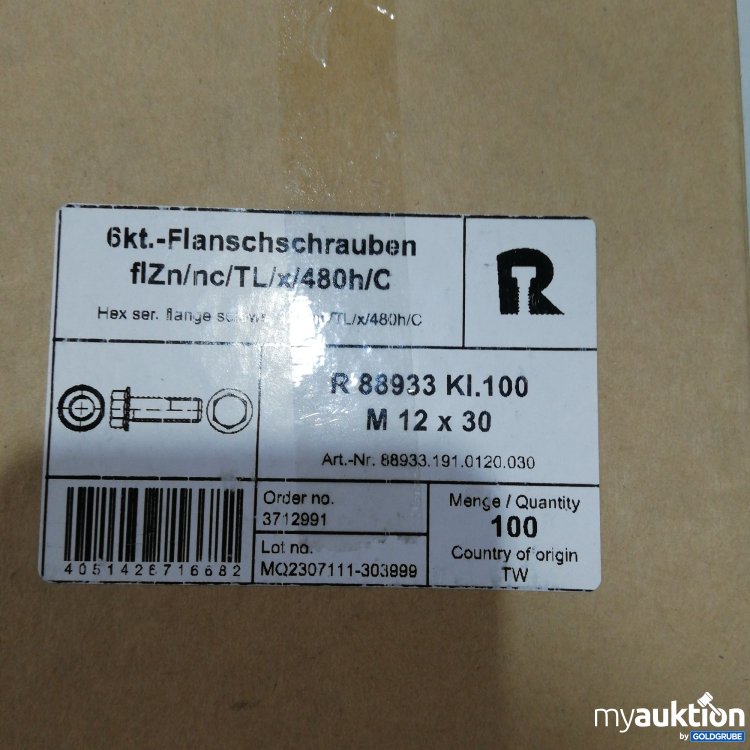 6kt.-Flanschschrauben
flZn/nc/TL/x/480h/C
Hex ser. flange /TL/x/480h/C
R
R 88933 Kl.100
M 12 x 30
Art.-Nr. 88933.191.0120.030
Order no.
3712991
Lot no.
MQ2307111-303999
Menge / Quantity
100
Country of origin
TW
4051426716682
myauktion
by GOLDGRUBE